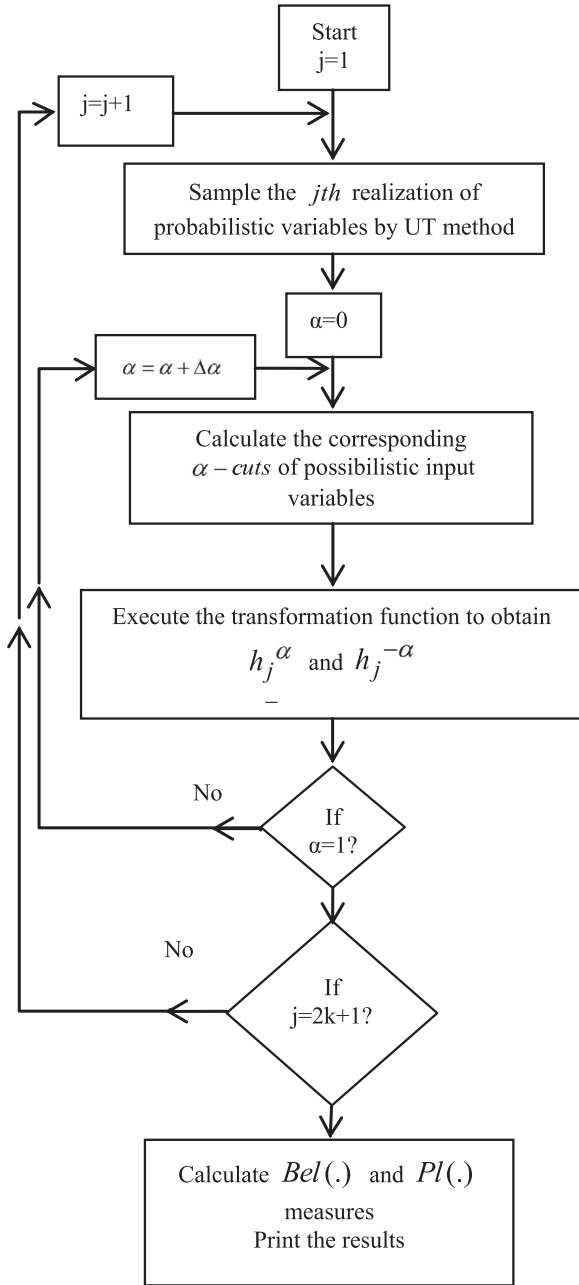 Start
j=1
j=j+1
Sample the jth realization of
probabilistic variables by UT method
α=0
α = α + Δα
Calculate the corresponding
α – cuts of possibilistic input
variables
Execute the transformation function to obtain
h_j^α and h_j^{-α}
–
No
If
α=1?
No
If
j=2k+1?
Calculate Bel(.) and Pl(.)
measures
Print the results